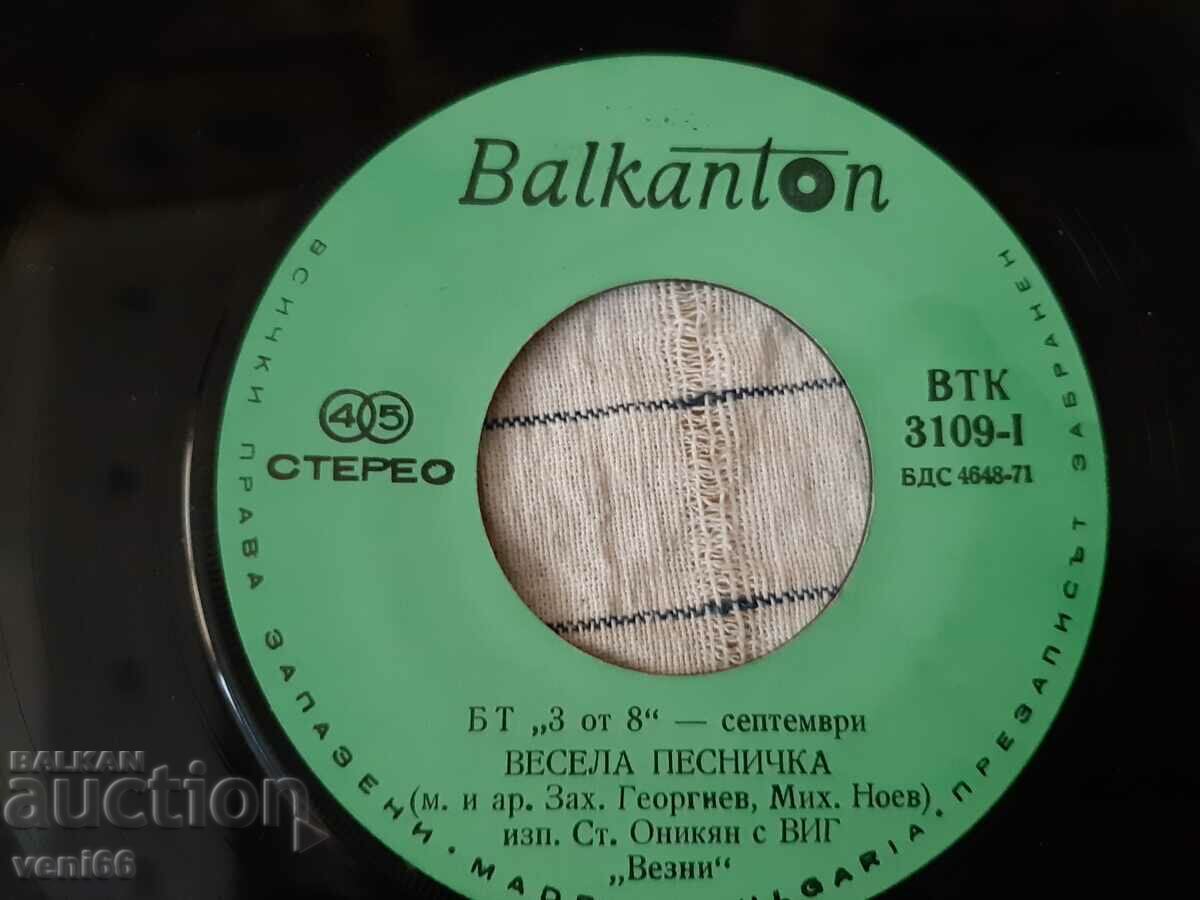 Balkanton
45
СТЕРЕО
ВТК
3109-I
БДС 4648-71
БТ „3 от 8“ — септември
ВЕСЕЛА ПЕСНИЧКА
(м. и ар. Зах. Георгиев, Мих. Ноев)
изп. Ст. Оникян с ВИГ
„Везни“
ВСИЧКИ ПРАВА ЗАПАЗЕНИ · MADE BULGARIA · ПРЕЗАПИСЪТ ЗАБРАНЕН
BALKAN
auction
veni66